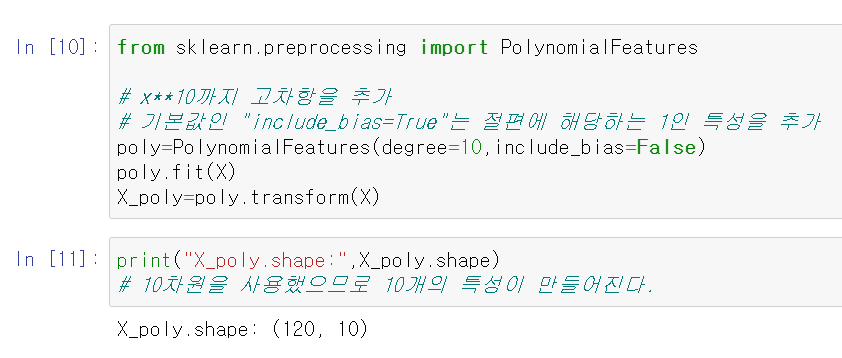 In [10]: from sklearn.preprocessing import PolynomialFeatures
# x**10까지 고차항을 추가
# 기본값인 "include_bias=True"는 절편에 해당하는 1인 특성을 추가
poly=PolynomialFeatures(degree=10,include_bias=False)
poly.fit(X)
X_poly=poly.transform(X)
In [11]: print("X_poly.shape:",X_poly.shape)
# 10차원을 사용했으므로 10개의 특성이 만들어진다.
X_poly.shape: (120, 10)